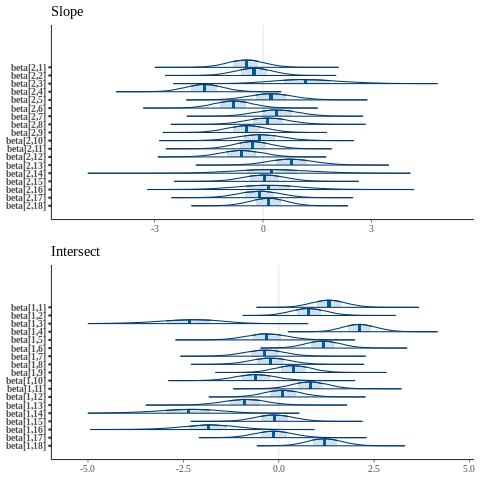 Slope
beta[2,1]
beta[2,2]
beta[2,3]
beta[2,4]
beta[2,5]
beta[2,6]
beta[2,7]
beta[2,8]
beta[2,9]
beta[2,10]
beta[2,11]
beta[2,12]
beta[2,13]
beta[2,14]
beta[2,15]
beta[2,16]
beta[2,17]
beta[2,18]
-3 0 3
Intersect
beta[1,1]
beta[1,2]
beta[1,3]
beta[1,4]
beta[1,5]
beta[1,6]
beta[1,7]
beta[1,8]
beta[1,9]
beta[1,10]
beta[1,11]
beta[1,12]
beta[1,13]
beta[1,14]
beta[1,15]
beta[1,16]
beta[1,17]
beta[1,18]
-5.0 -2.5 0.0 2.5 5.0